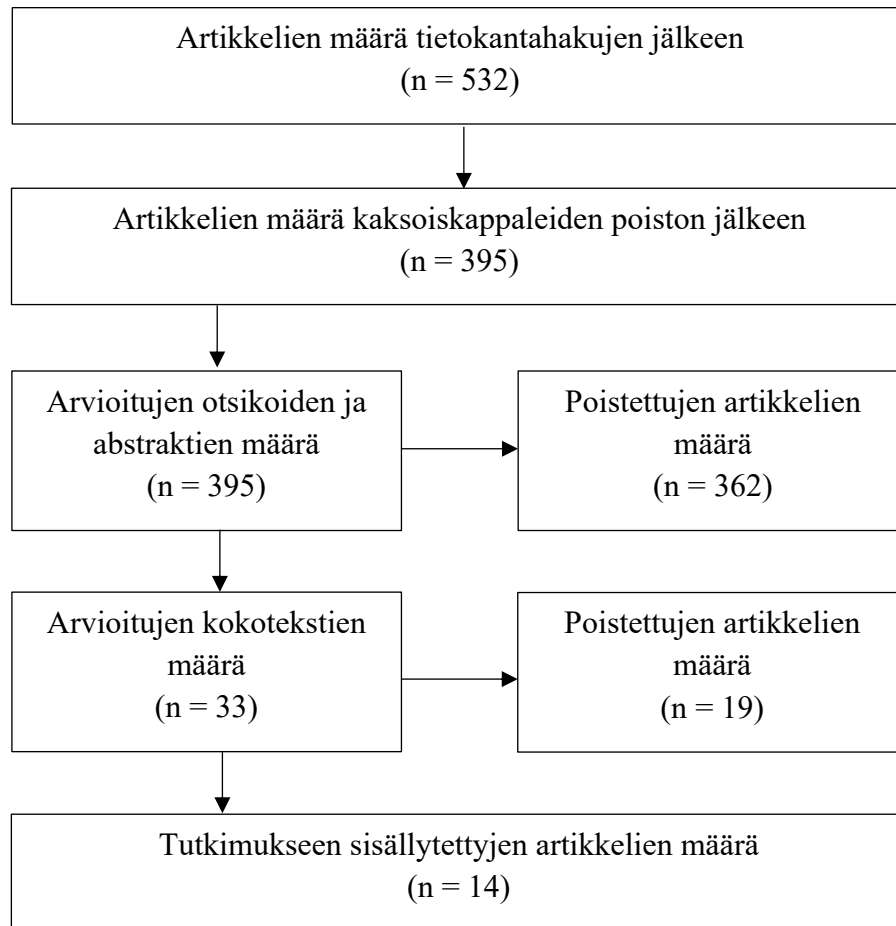 Artikkelien määrä tietokantahakujen jälkeen
(n = 532)
Artikkelien määrä kaksoiskappaleiden poiston jälkeen
(n = 395)
Arvioitujen otsikoiden ja
abstraktien määrä
(n = 395)
Poistettujen artikkelien
määrä
(n = 362)
Arvioitujen kokotekstien
määrä
(n = 33)
Poistettujen artikkelien
määrä
(n = 19)
Tutkimukseen sisällytettyjen artikkelien määrä
(n = 14)